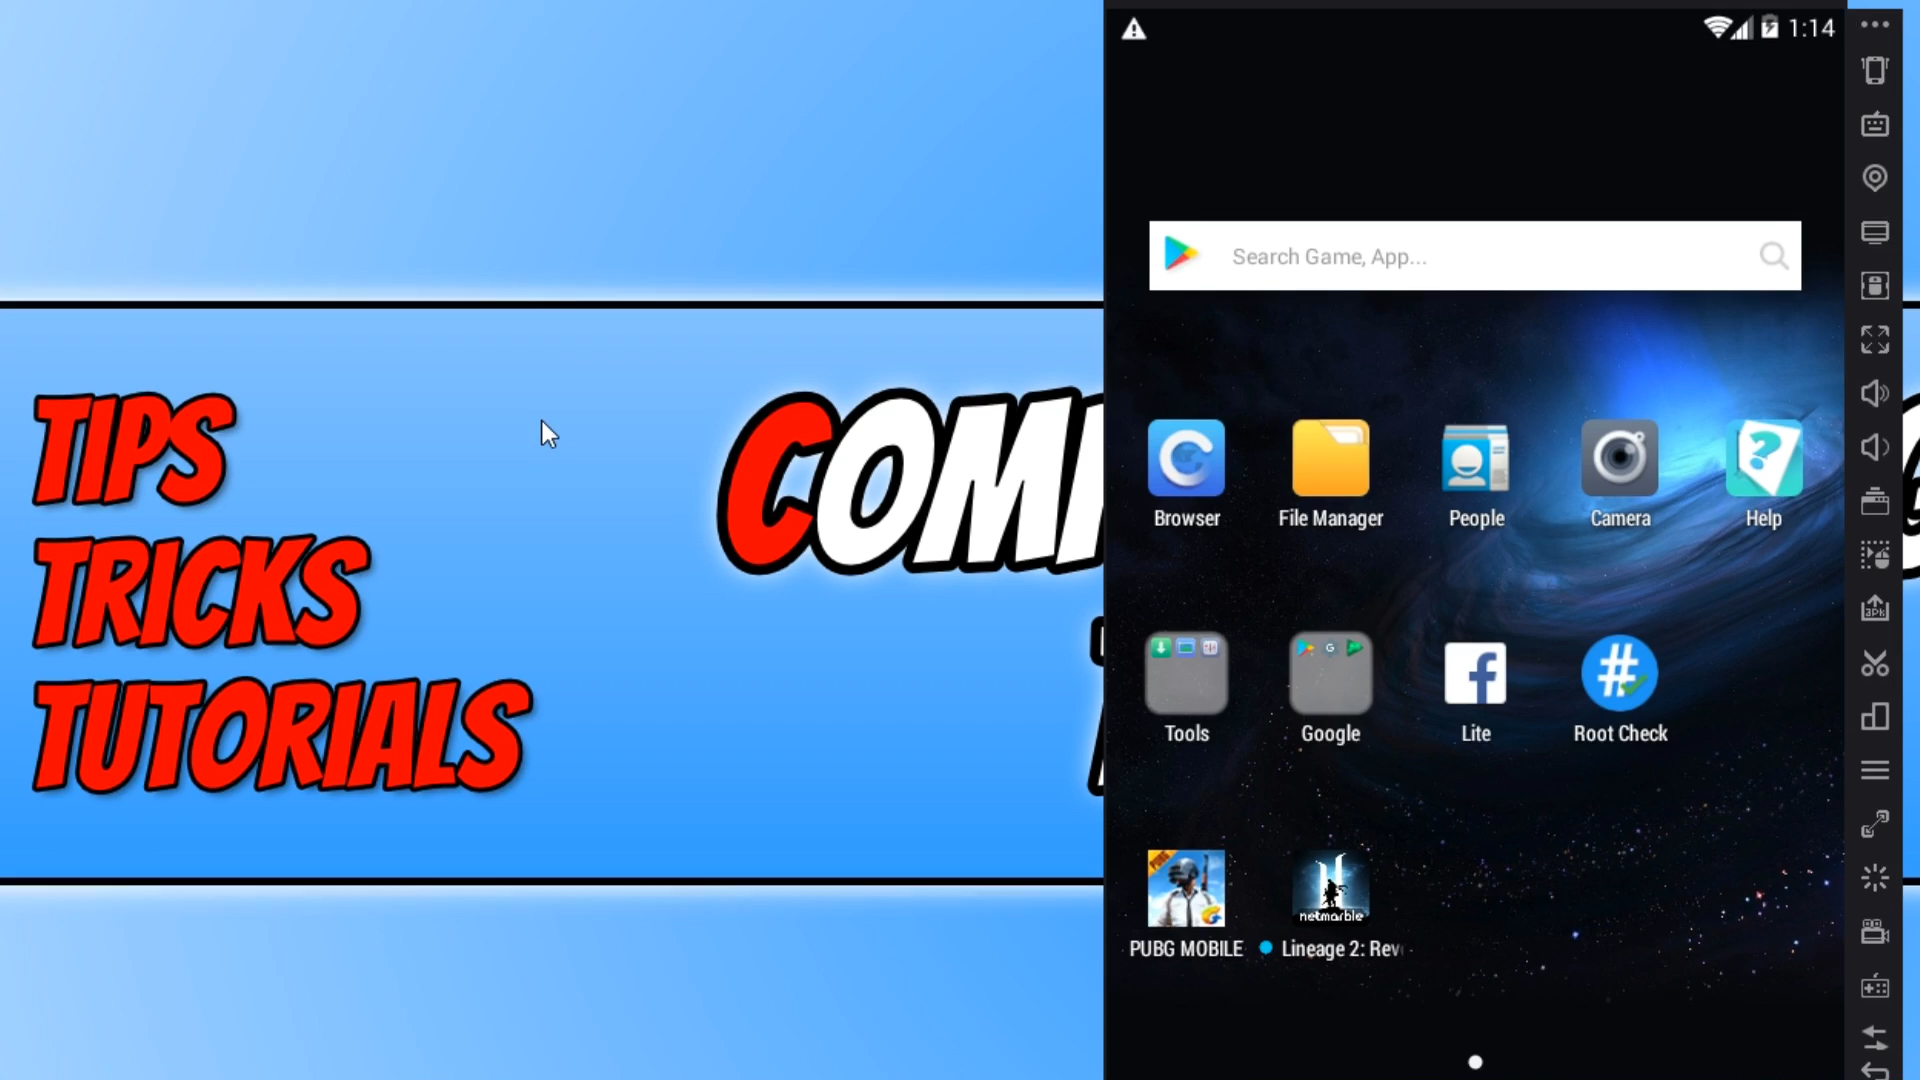 1:14
Search Game, App...
TIPS
TRICKS
TUTORIALS
Browser
File Manager
People
Camera
Help
Tools
Google
Lite
Root Check
netmarble
PUBG MOBILE
Lineage 2: Rev